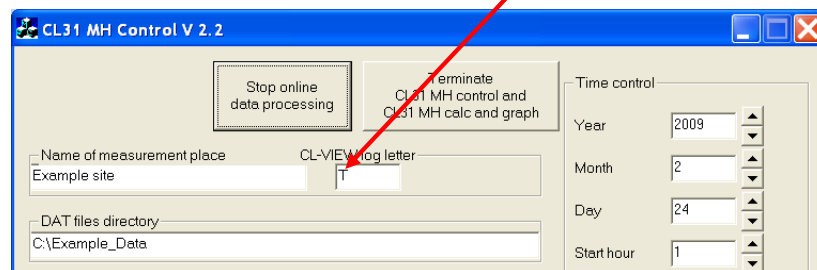 CL31 MH Control V 2.2
Stop online
data processing
Terminate
CL31 MH control and
CL31 MH calc and graph
Time control
Year 2009
Name of measurement place CL-VIEW log letter
Example site T
Month 2
Day 24
DAT files directory
C:\Example_Data
Start hour 1